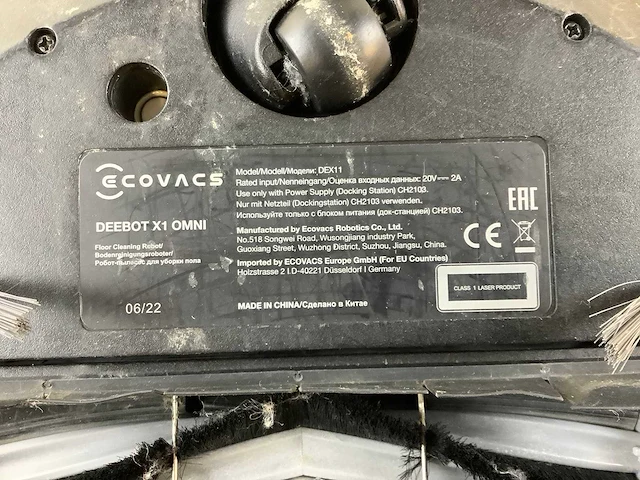 ECOVACS
DEEBOT X1 OMNI
Floor Cleaning Robot/
Bodenreinigungsroboter/
Робот-пылесос для уборки пола
06/22
Model/Modell/Модели: DEX11
Rated input/Nenneingang/Оценка входных данных: 20V⎓ 2A
Use only with Power Supply (Docking Station) CH2103.
Nur mit Netzteil (Dockingstation) CH2103 verwenden.
Используйте только с блоком питания (док-станцией) CH2103.
Manufactured by Ecovacs Robotics Co., Ltd.
No.518 Songwei Road, Wusongjiang Industry Park,
Guoxiang Street, Wuzhong District, Suzhou, Jiangsu, China.
Imported by ECOVACS Europe GmbH (For EU Countries)
Holzstrasse 2 I D-40221 Düsseldorf I Germany
MADE IN CHINA/Сделано в Китае
EAC
CE
CLASS 1 LASER PRODUCT